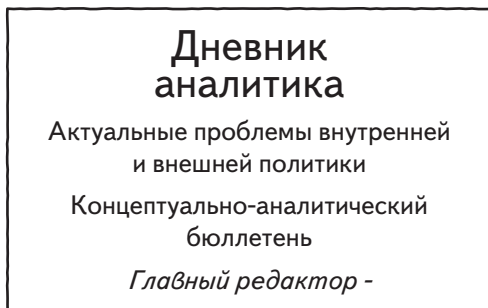 Дневник
аналитика
Актуальные проблемы внутренней
и внешней политики
Концептуально-аналитический
бюллетень
Главный редактор -